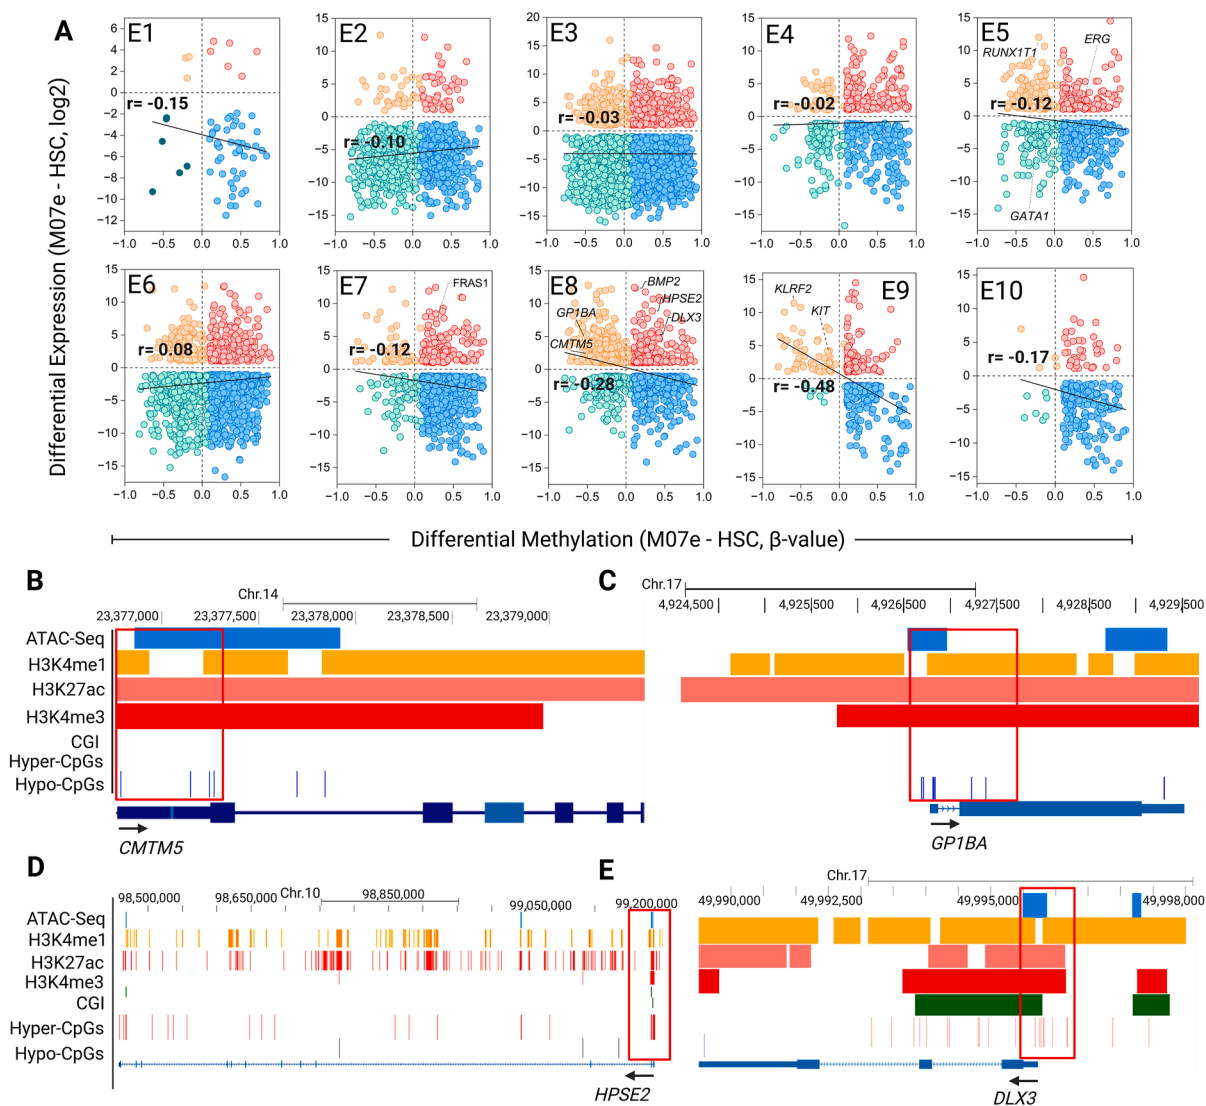 A
Differential Expression (M07e - HSC, log2)
E1
r= -0.15
6
4
2
0
−2
−4
−6
−8
−10
−12
−1.0 −0.5 0.0 0.5 1.0
E2
r= -0.10
15
10
5
0
−5
−10
−15
−1.0 −0.5 0.0 0.5 1.0
E3
r= -0.03
20
15
10
5
0
−5
−10
−15
−1.0 −0.5 0.0 0.5 1.0
E4
r= -0.02
15
10
5
0
−5
−10
−15
−1.0 −0.5 0.0 0.5 1.0
E5
RUNX1T1
ERG
r= -0.12
GATA1
15
10
5
0
−5
−10
−15
−1.0 −0.5 0.0 0.5 1.0
E6
r= 0.08
15
10
5
0
−5
−10
−15
−1.0 −0.5 0.0 0.5 1.0
E7
FRAS1
r= -0.12
15
10
5
0
−5
−10
−15
−1.0 −0.5 0.0 0.5 1.0
E8
BMP2
HPSE2
GP1BA
DLX3
CMTM5
r= -0.28
15
10
5
0
−5
−10
−15
−1.0 −0.5 0.0 0.5 1.0
E9
KLRF2
KIT
r= -0.48
15
10
5
0
−5
−10
−15
−1.0 −0.5 0.0 0.5 1.0
E10
r= -0.17
15
10
5
0
−5
−10
−15
−1.0 −0.5 0.0 0.5 1.0
Differential Methylation (M07e - HSC, β-value)
B
Chr.14
23,377,000 23,377,500 23,378,000 23,378,500 23,379,000
ATAC-Seq
H3K4me1
H3K27ac
H3K4me3
CGI
Hyper-CpGs
Hypo-CpGs
CMTM5
C
Chr.17
4,924,500 4,925,500 4,926,500 4,927,500 4,928,500 4,929,500
GP1BA
D
98,500,000 98,650,000 Chr.10 98,850,000 99,050,000 99,200,000
ATAC-Seq
H3K4me1
H3K27ac
H3K4me3
CGI
Hyper-CpGs
Hypo-CpGs
HPSE2
E
Chr.17
49,990,000 49,992,500 49,995,000 49,998,000
DLX3